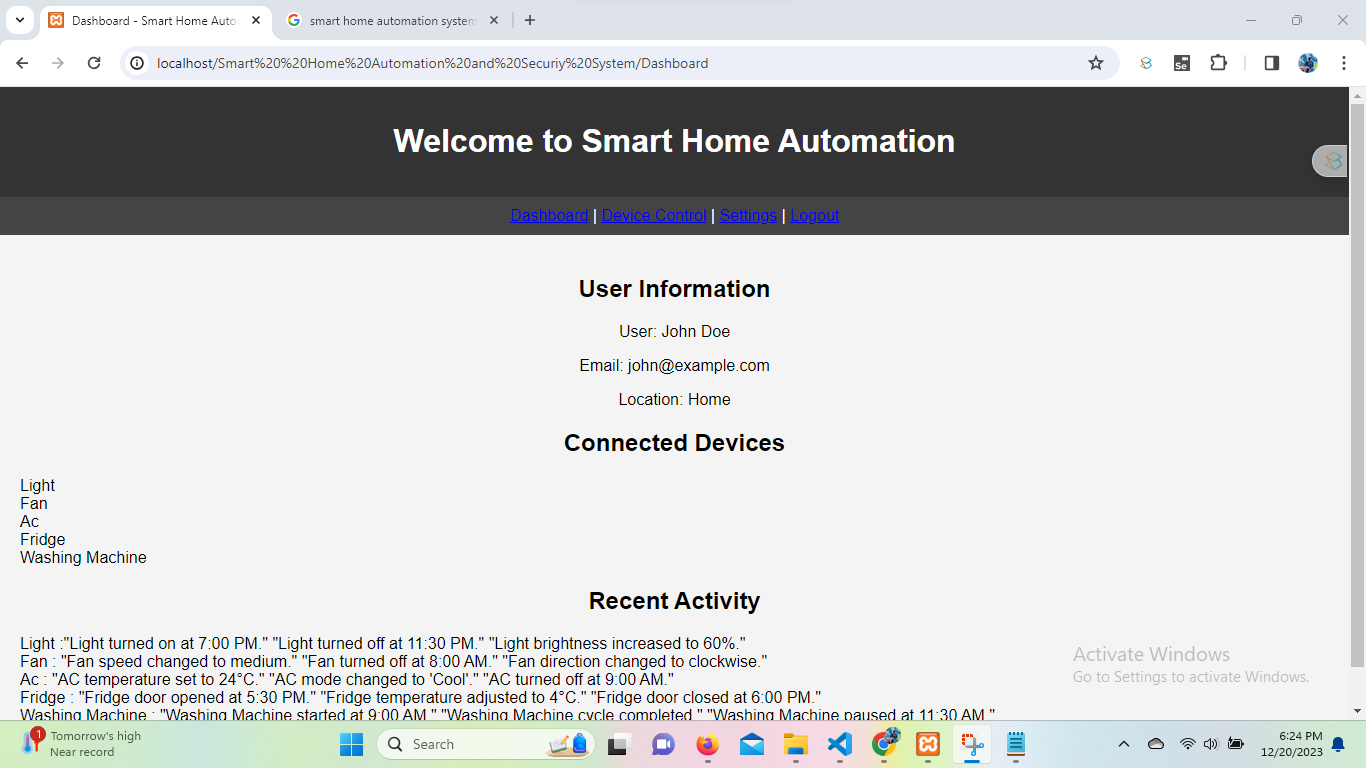 Dashboard - Smart Home Auto
smart home automation system
localhost/Smart%20%20Home%20Automation%20and%20Securiy%20System/Dashboard
Welcome to Smart Home Automation
Dashboard | Device Control | Settings | Logout
User Information
User: John Doe
Email: john@example.com
Location: Home
Connected Devices
Light
Fan
Ac
Fridge
Washing Machine
Recent Activity
Light :"Light turned on at 7:00 PM." "Light turned off at 11:30 PM." "Light brightness increased to 60%."
Fan : "Fan speed changed to medium." "Fan turned off at 8:00 AM." "Fan direction changed to clockwise."
Ac : "AC temperature set to 24°C." "AC mode changed to 'Cool'." "AC turned off at 9:00 AM."
Fridge : "Fridge door opened at 5:30 PM." "Fridge temperature adjusted to 4°C." "Fridge door closed at 6:00 PM."
Washing Machine : "Washing Machine started at 9:00 AM." "Washing Machine cycle completed." "Washing Machine paused at 11:30 AM."
Activate Windows
Go to Settings to activate Windows.
1
Tomorrow's high
Near record
Search
6:24 PM
12/20/2023
Se